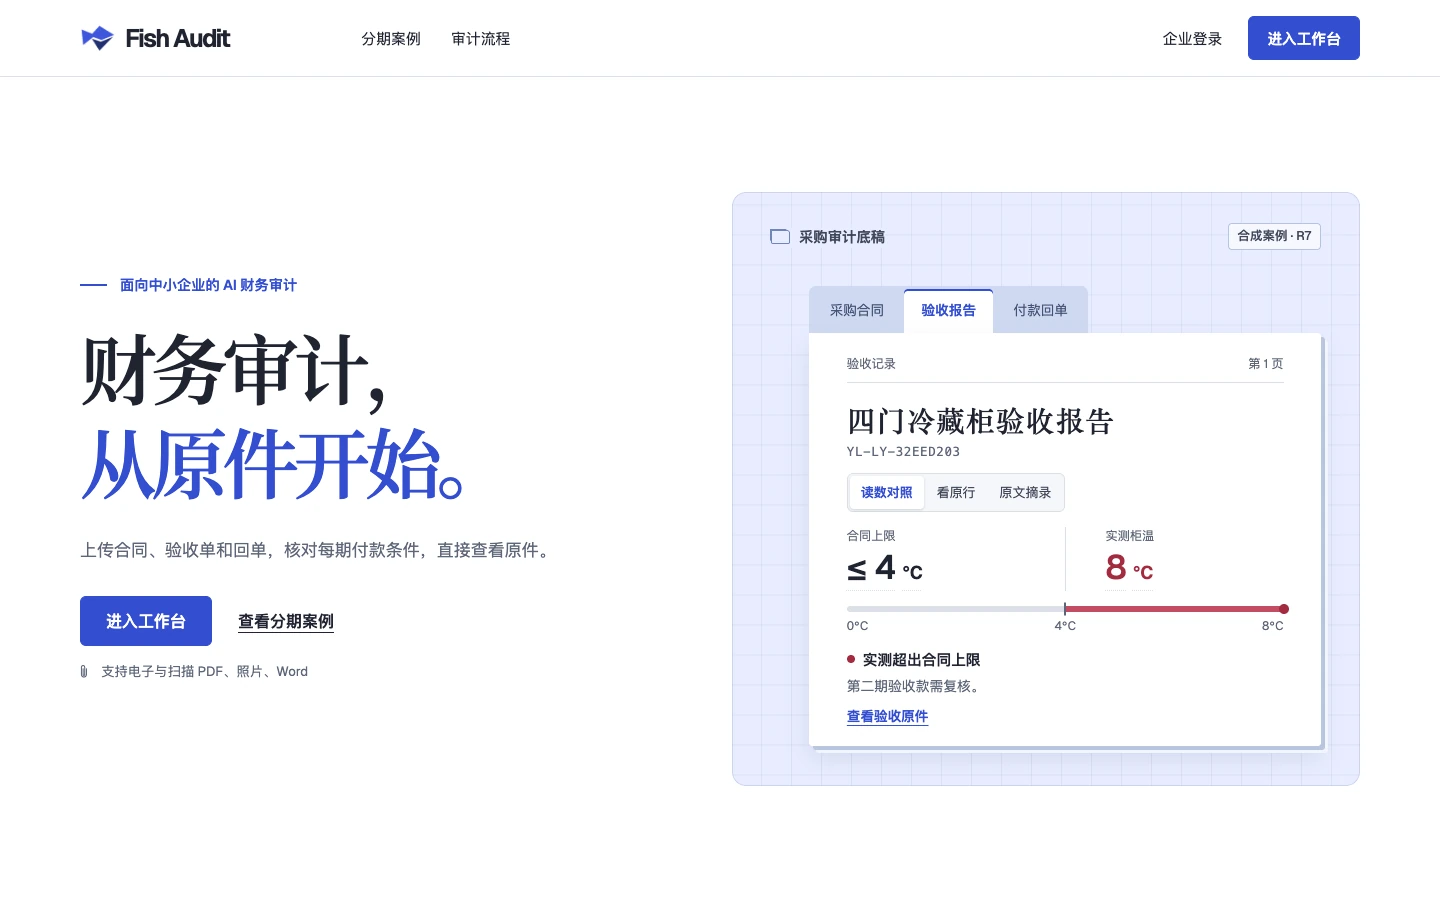 Fish Audit
分期案例
审计流程
企业登录
进入工作台
面向中小企业的 AI 财务审计
财务审计，
从原件开始。
上传合同、验收单和回单，核对每期付款条件，直接查看原件。
进入工作台
查看分期案例
支持电子与扫描 PDF、照片、Word
采购审计底稿
合成案例 · R7
采购合同
验收报告
付款回单
验收记录
第 1 页
四门冷藏柜验收报告
YL-LY-32EED203
读数对照
看原行
原文摘录
合同上限
实测柜温
≤ 4 °C
8 °C
0°C
4°C
8°C
实测超出合同上限
第二期验收款需复核。
查看验收原件